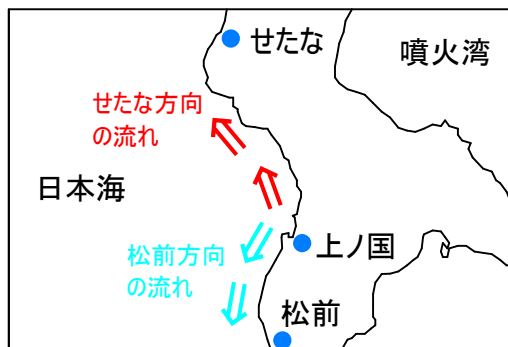 せたな
噴火湾
せたな方向
の流れ
日本海
上ノ国
松前方向
の流れ
松前